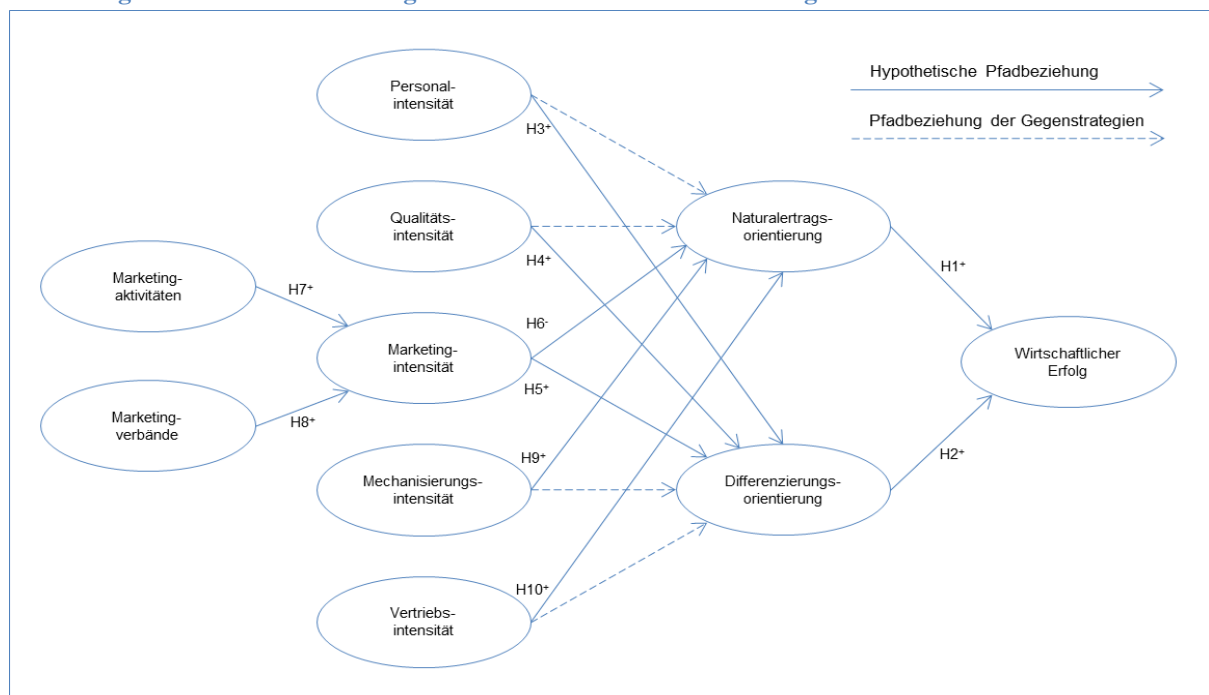 Personal-
intensität
Hypothetische Pfadbeziehung
Pfadbeziehung der Gegenstrategien
H3⁺
Qualitäts-
intensität
Naturalertrags-
orientierung
H4⁺
H1⁺
Marketing-
aktivitäten
H7⁺
H6⁻
Marketing-
intensität
Wirtschaftlicher
Erfolg
H5⁺
Marketing-
verbände
H8⁺
H9⁺
H2⁺
Mechanisierungs-
intensität
Differenzierungs-
orientierung
H10⁺
Vertriebs-
intensität